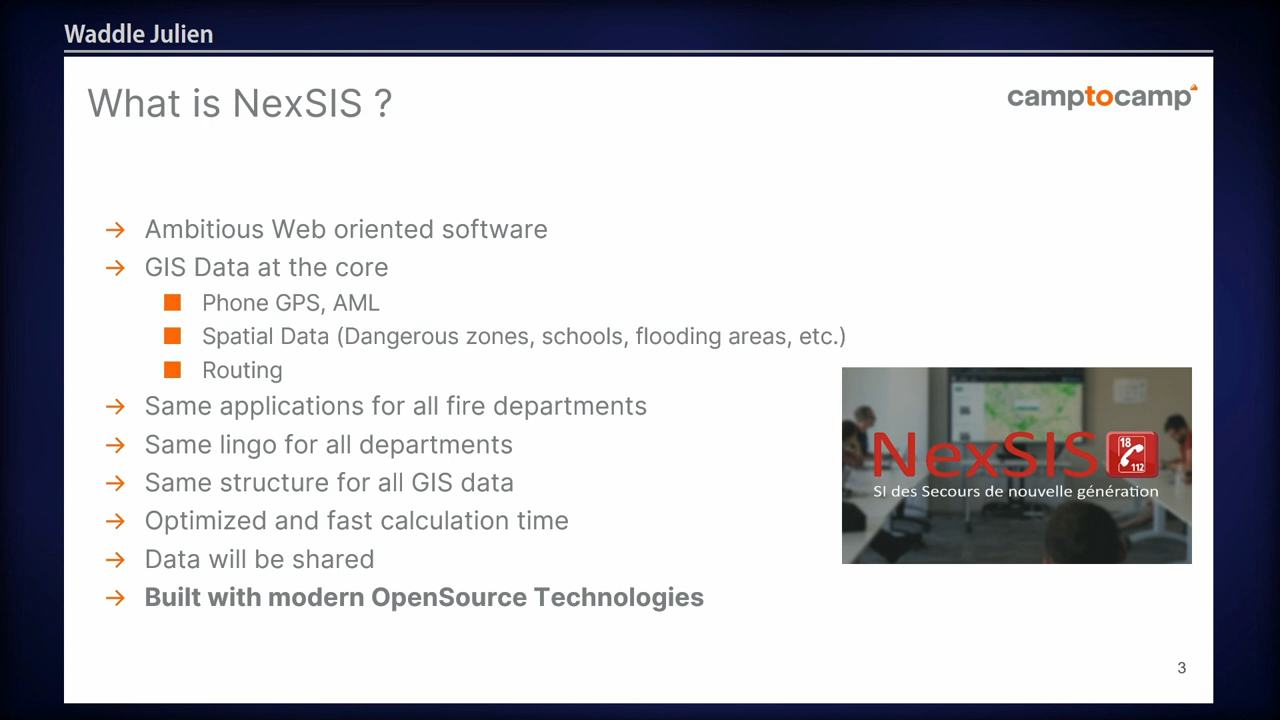 Waddle Julien
What is NexSIS ?
camptocamp
→ Ambitious Web oriented software
→ GIS Data at the core
■ Phone GPS, AML
■ Spatial Data (Dangerous zones, schools, flooding areas, etc.)
■ Routing
→ Same applications for all fire departments
→ Same lingo for all departments
→ Same structure for all GIS data
→ Optimized and fast calculation time
→ Data will be shared
→ Built with modern OpenSource Technologies
NexSIS 18 112
SI des Secours de nouvelle génération
3